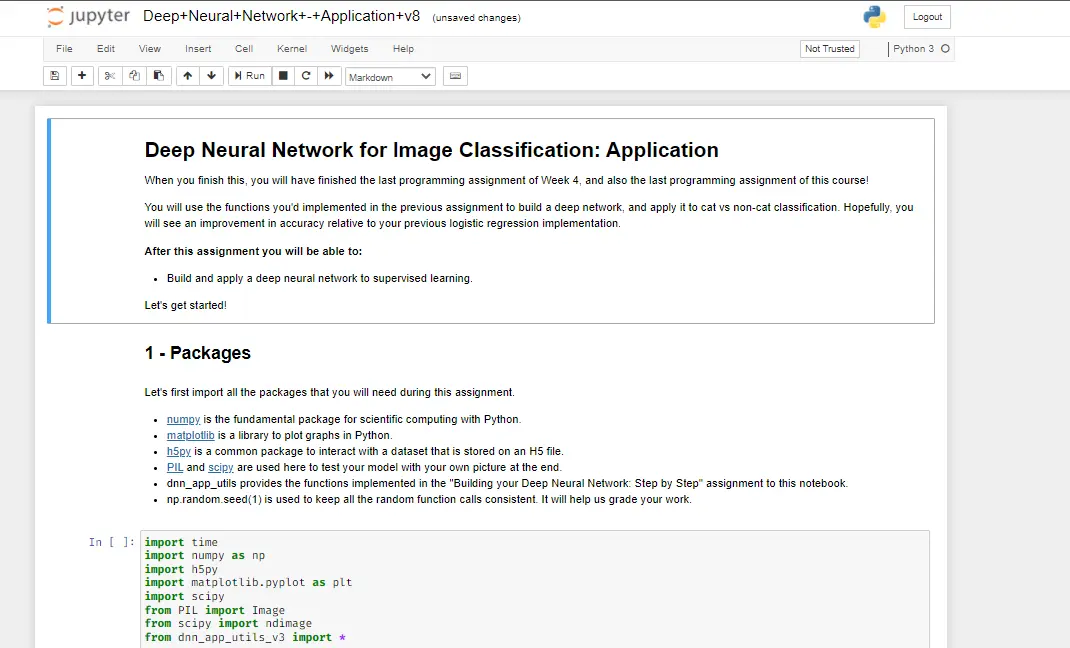 jupyter Deep+Neural+Network+-+Application+v8 (unsaved changes) Logout
File Edit View Insert Cell Kernel Widgets Help Not Trusted Python 3
Run Markdown
Deep Neural Network for Image Classification: Application
When you finish this, you will have finished the last programming assignment of Week 4, and also the last programming assignment of this course!
You will use the functions you'd implemented in the previous assignment to build a deep network, and apply it to cat vs non-cat classification. Hopefully, you
will see an improvement in accuracy relative to your previous logistic regression implementation.
After this assignment you will be able to:
• Build and apply a deep neural network to supervised learning.
Let's get started!
1 - Packages
Let's first import all the packages that you will need during this assignment.
• numpy is the fundamental package for scientific computing with Python.
• matplotlib is a library to plot graphs in Python.
• h5py is a common package to interact with a dataset that is stored on an H5 file.
• PIL and scipy are used here to test your model with your own picture at the end.
• dnn_app_utils provides the functions implemented in the "Building your Deep Neural Network: Step by Step" assignment to this notebook.
• np.random.seed(1) is used to keep all the random function calls consistent. It will help us grade your work.
In [ ]: import time
import numpy as np
import h5py
import matplotlib.pyplot as plt
import scipy
from PIL import Image
from scipy import ndimage
from dnn_app_utils_v3 import *